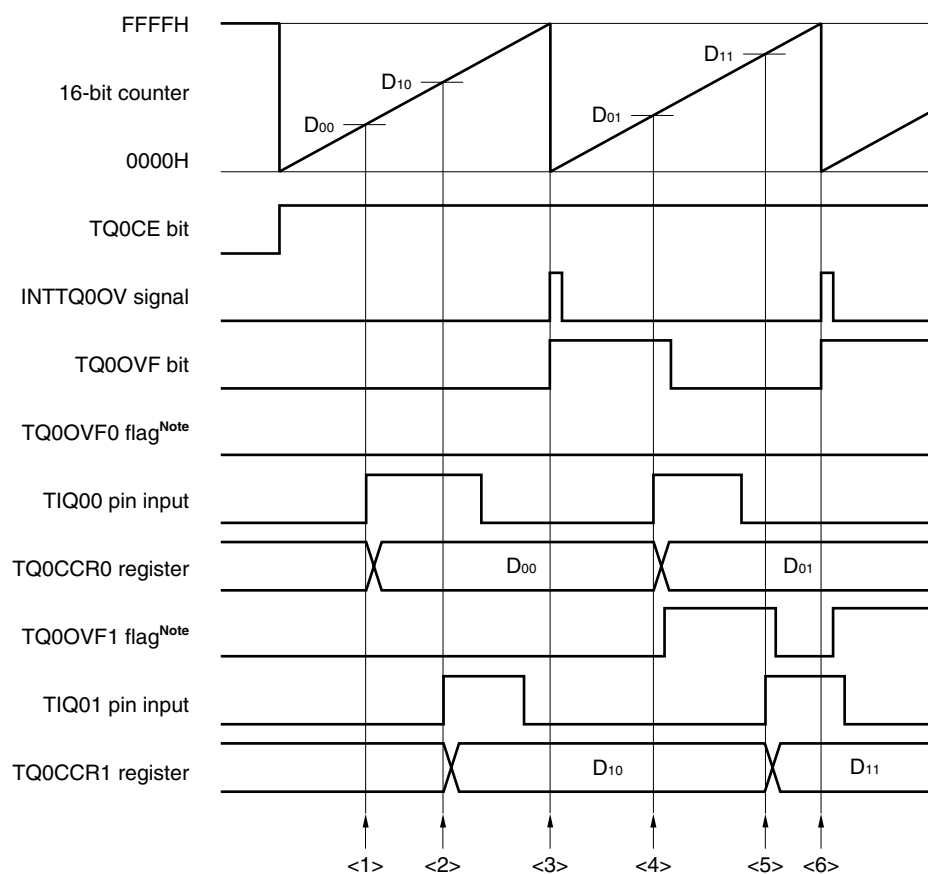 FFFFH
D10
D11
16-bit counter
D00
D01
0000H
TQ0CE bit
INTTQ0OV signal
TQ0OVF bit
TQ0OVF0 flagNote
TIQ00 pin input
TQ0CCR0 register
D00
D01
TQ0OVF1 flagNote
TIQ01 pin input
TQ0CCR1 register
D10
D11
<1> <2> <3> <4> <5> <6>